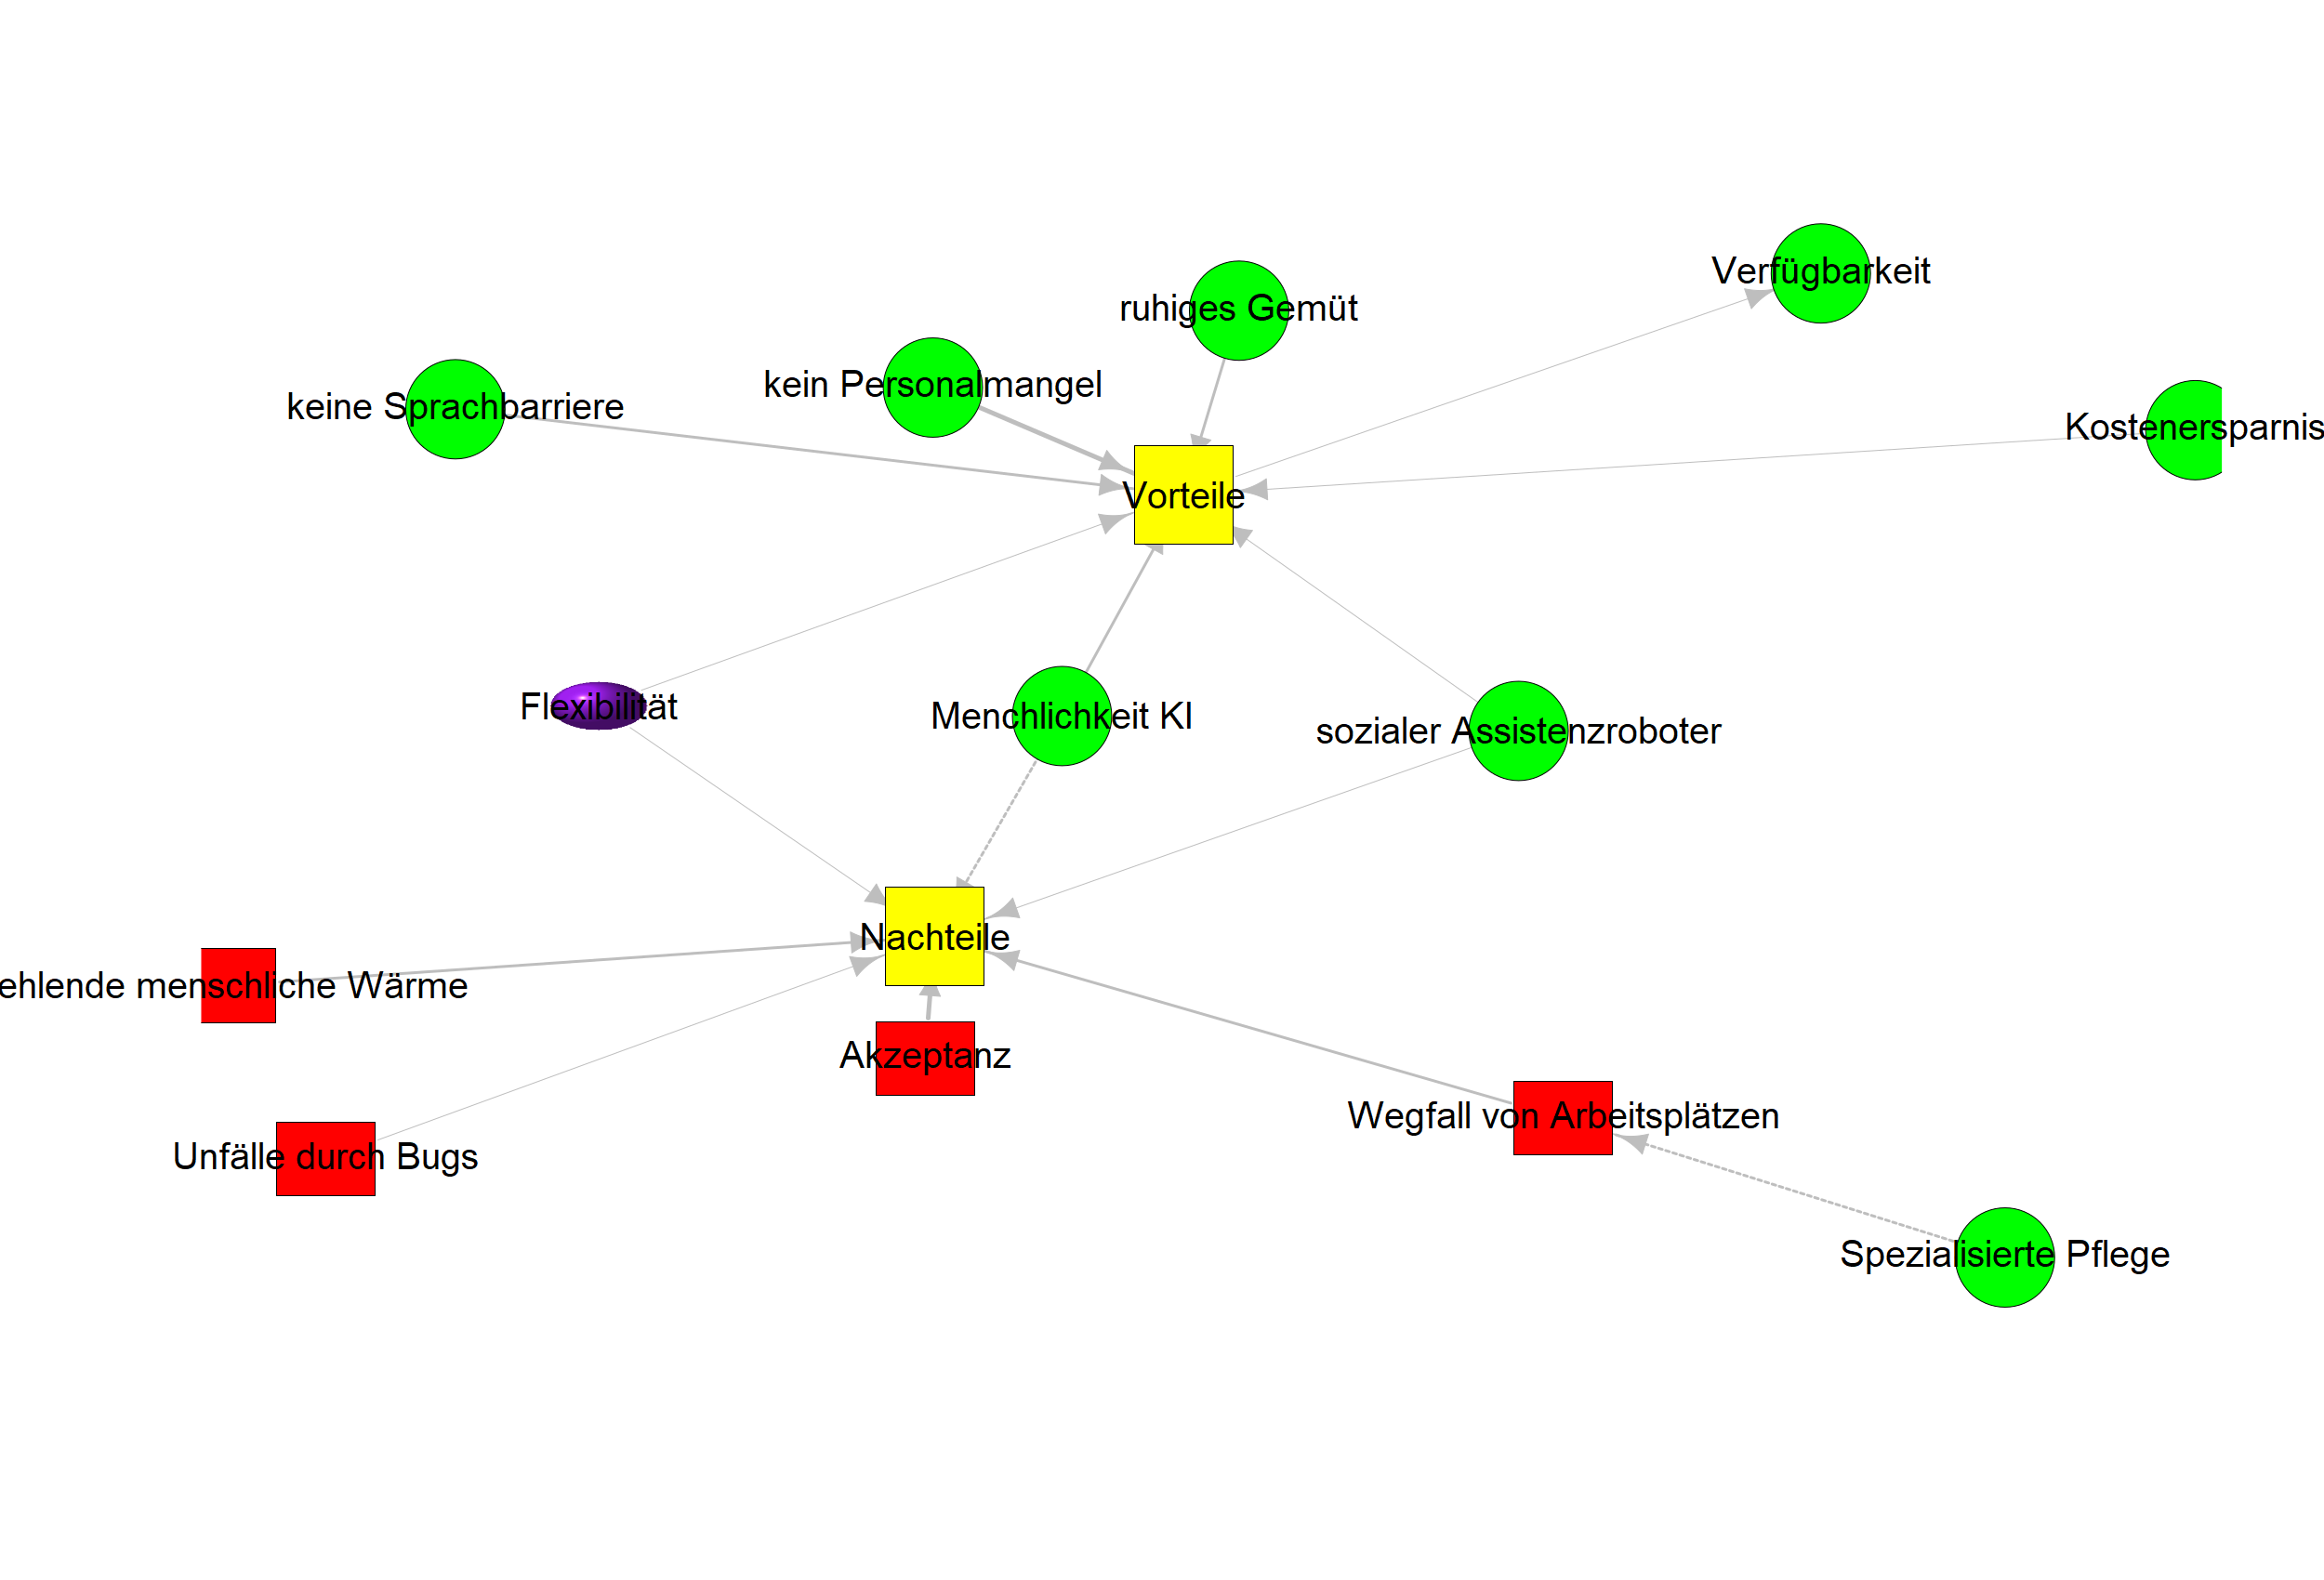 Verfügbarkeit
ruhiges Gemüt
kein Personalmangel
keine Sprachbarriere
Kostenersparnis
Vorteile
Flexibilität
Menchlichkeit KI
sozialer Assistenzroboter
Nachteile
ehlende menschliche Wärme
Akzeptanz
Wegfall von Arbeitsplätzen
Unfälle durch Bugs
Spezialisierte Pflege